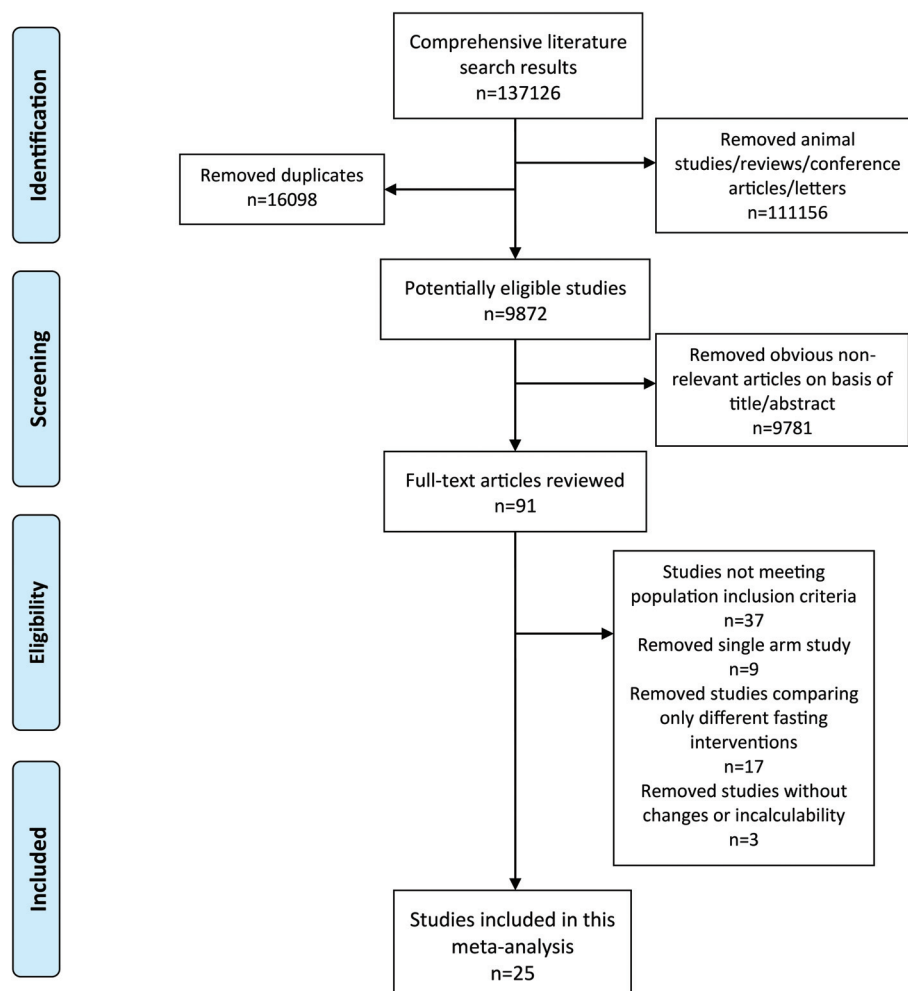 Identification
Comprehensive literature
search results
n=137126
Removed duplicates
n=16098
Removed animal
studies/reviews/conference
articles/letters
n=111156
Screening
Potentially eligible studies
n=9872
Removed obvious non-
relevant articles on basis of
title/abstract
n=9781
Full-text articles reviewed
n=91
Eligibility
Studies not meeting
population inclusion criteria
n=37
Removed single arm study
n=9
Removed studies comparing
only different fasting
interventions
n=17
Removed studies without
changes or incalculability
n=3
Included
Studies included in this
meta-analysis
n=25